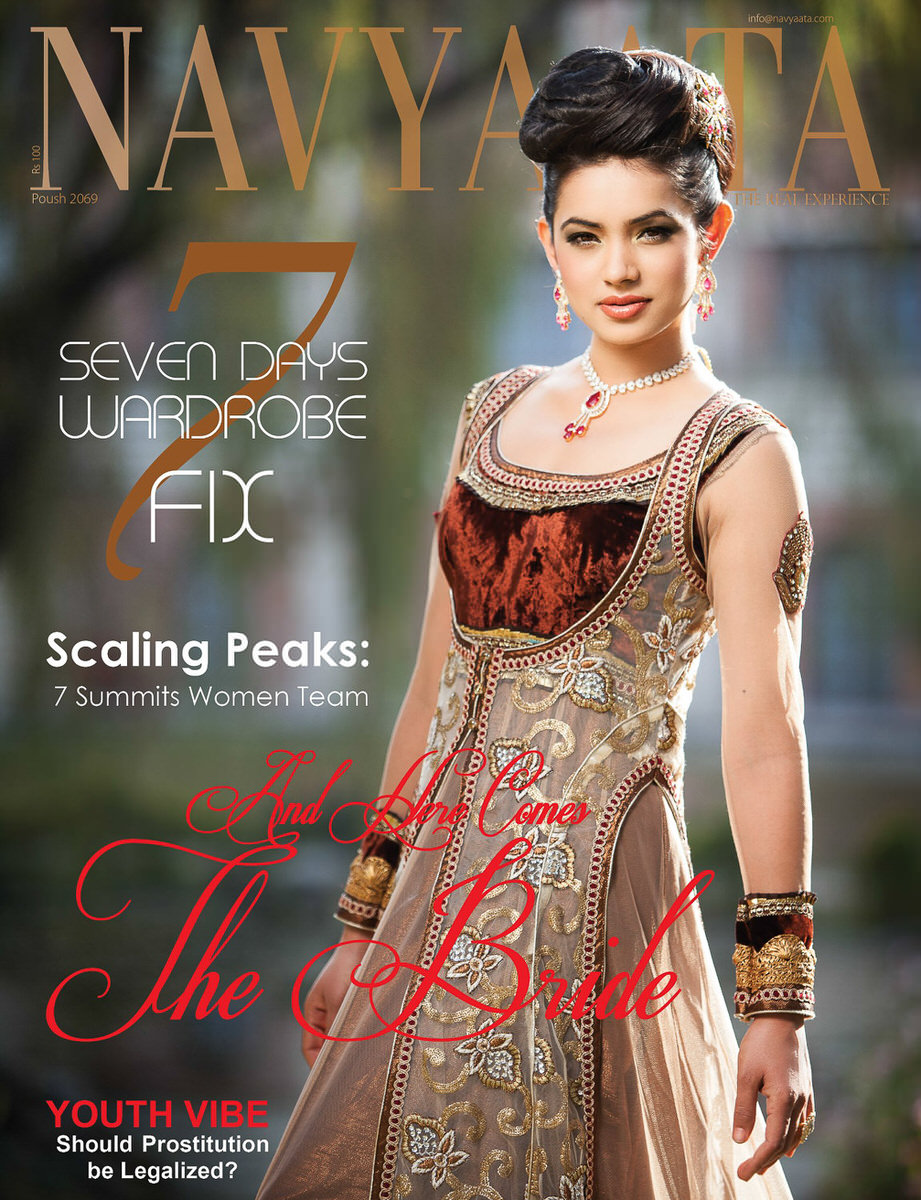 info@navyaata.com
NAVYAATA
Rs 100
Poush 2069
THE REAL EXPERIENCE
7
SEVEN DAYS
WARDROBE
FIX
Scaling Peaks:
7 Summits Women Team
And Here Comes
The Bride
YOUTH VIBE
Should Prostitution
be Legalized?